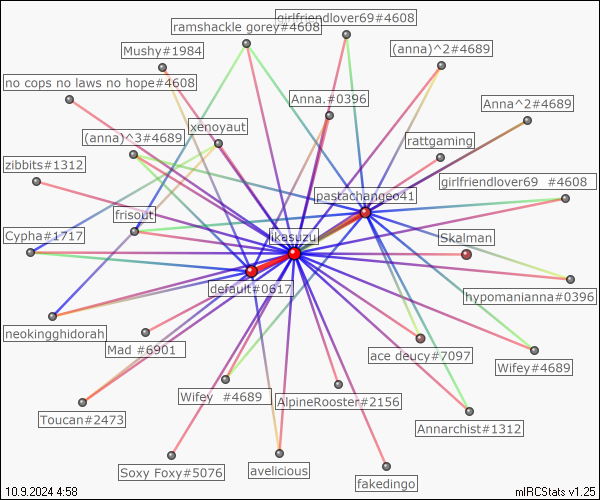 girlfriendlover69#4608
ramshackle gorey#4608
Mushy#1984
(anna)^2#4689
no cops no laws no hope#4608
Anna.#0396
Anna^2#4689
xenoyaut
(anna)^3#4689
rattgaming
zibbits#1312
girlfriendlover69  #4608
pastachangeo41
frisout
Cypha#1717
ikasuzu
Skalman
default#0617
hypomanianna#0396
neokingghidorah
Mad #6901
ace deucy#7097
Wifey#4689
Wifey  #4689
AlpineRooster#2156
Toucan#2473
Annarchist#1312
Soxy Foxy#5076
avelicious
fakedingo
10.9.2024 4:58
mIRCStats v1.25